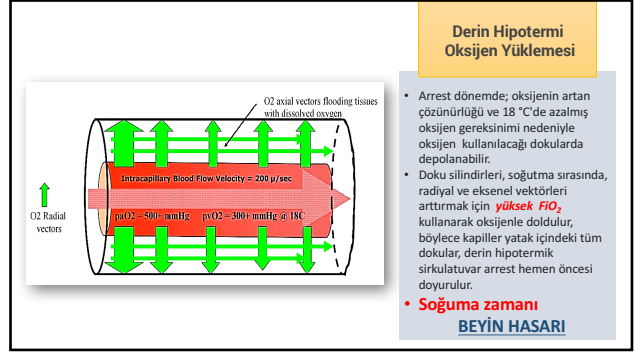 Derin Hipotermi
Oksijen Yüklemesi
O2 axial vectors flooding tissues
with dissolved oxygen
Intracapillary Blood Flow Velocity = 200 µ/sec
paO2 = 500+ mmHg pvO2 = 300+ mmHg @ 18C
O2 Radial
vectors
• Arrest dönemde; oksijenin artan
çözünürlüğü ve 18 °C'de azalmış
oksijen gereksinimi nedeniyle
oksijen kullanılacağı dokularda
depolanabilir.
• Doku silindirleri, soğutma sırasında,
radiyal ve eksenel vektörleri
arttırmak için yüksek FiO2
kullanarak oksijenle doldulur,
böylece kapiller yatak içindeki tüm
dokular, derin hipotermik
sirkulatuvar arrest hemen öncesi
doyurulur.
• Soğuma zamanı
BEYİN HASARI